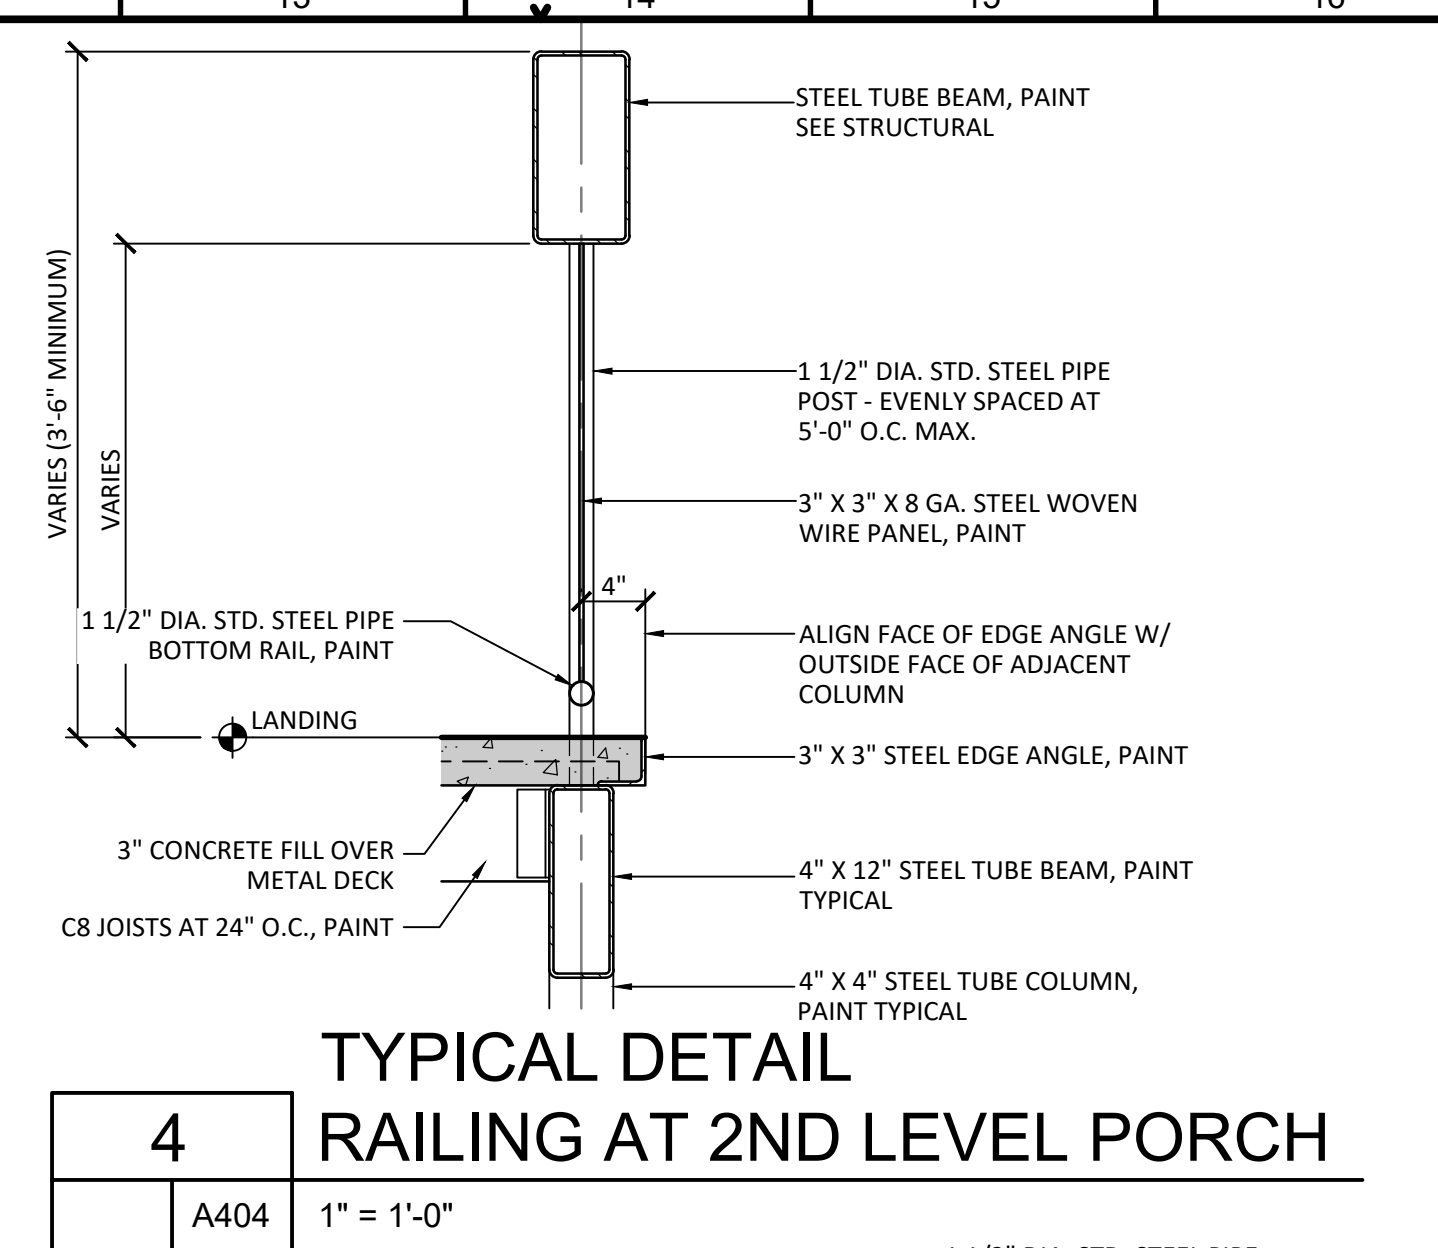 STEEL TUBE BEAM, PAINT
SEE STRUCTURAL
VARIES (3'-6" MINIMUM)
VARIES
1 1/2" DIA. STD. STEEL PIPE
POST - EVENLY SPACED AT
5'-0" O.C. MAX.
3" X 3" X 8 GA. STEEL WOVEN
WIRE PANEL, PAINT
4"
1 1/2" DIA. STD. STEEL PIPE
BOTTOM RAIL, PAINT
ALIGN FACE OF EDGE ANGLE W/
OUTSIDE FACE OF ADJACENT
COLUMN
LANDING
3" X 3" STEEL EDGE ANGLE, PAINT
3" CONCRETE FILL OVER
METAL DECK
4" X 12" STEEL TUBE BEAM, PAINT
TYPICAL
C8 JOISTS AT 24" O.C., PAINT
4" X 4" STEEL TUBE COLUMN,
PAINT TYPICAL
TYPICAL DETAIL
4
RAILING AT 2ND LEVEL PORCH
A404
1" = 1'-0"